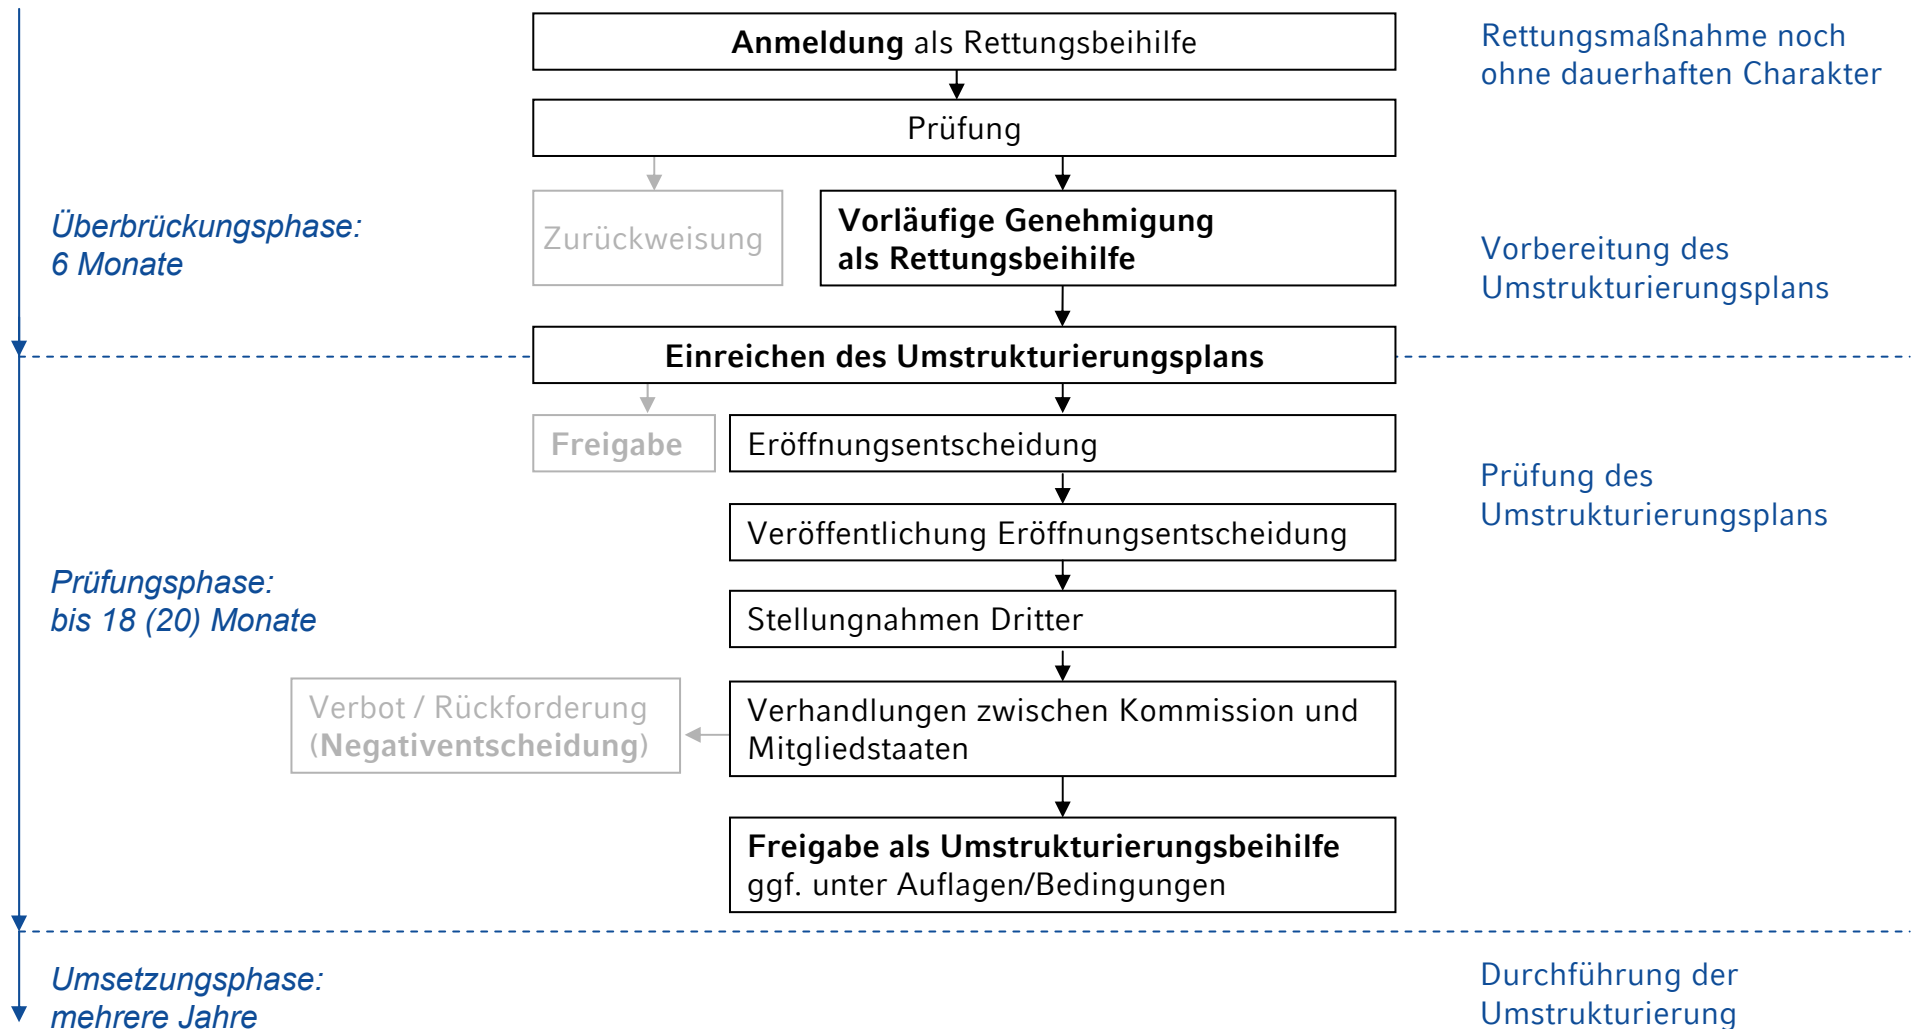 Anmeldung als Rettungsbeihilfe
Rettungsmaßnahme noch
ohne dauerhaften Charakter
Prüfung
Überbrückungsphase:
6 Monate
Zurückweisung
Vorläufige Genehmigung
als Rettungsbeihilfe
Vorbereitung des
Umstrukturierungsplans
Einreichen des Umstrukturierungsplans
Freigabe
Eröffnungsentscheidung
Prüfung des
Umstrukturierungsplans
Veröffentlichung Eröffnungsentscheidung
Prüfungsphase:
bis 18 (20) Monate
Stellungnahmen Dritter
Verbot / Rückforderung
(Negativentscheidung)
Verhandlungen zwischen Kommission und
Mitgliedstaaten
Freigabe als Umstrukturierungsbeihilfe
ggf. unter Auflagen/Bedingungen
Umsetzungsphase:
mehrere Jahre
Durchführung der
Umstrukturierung